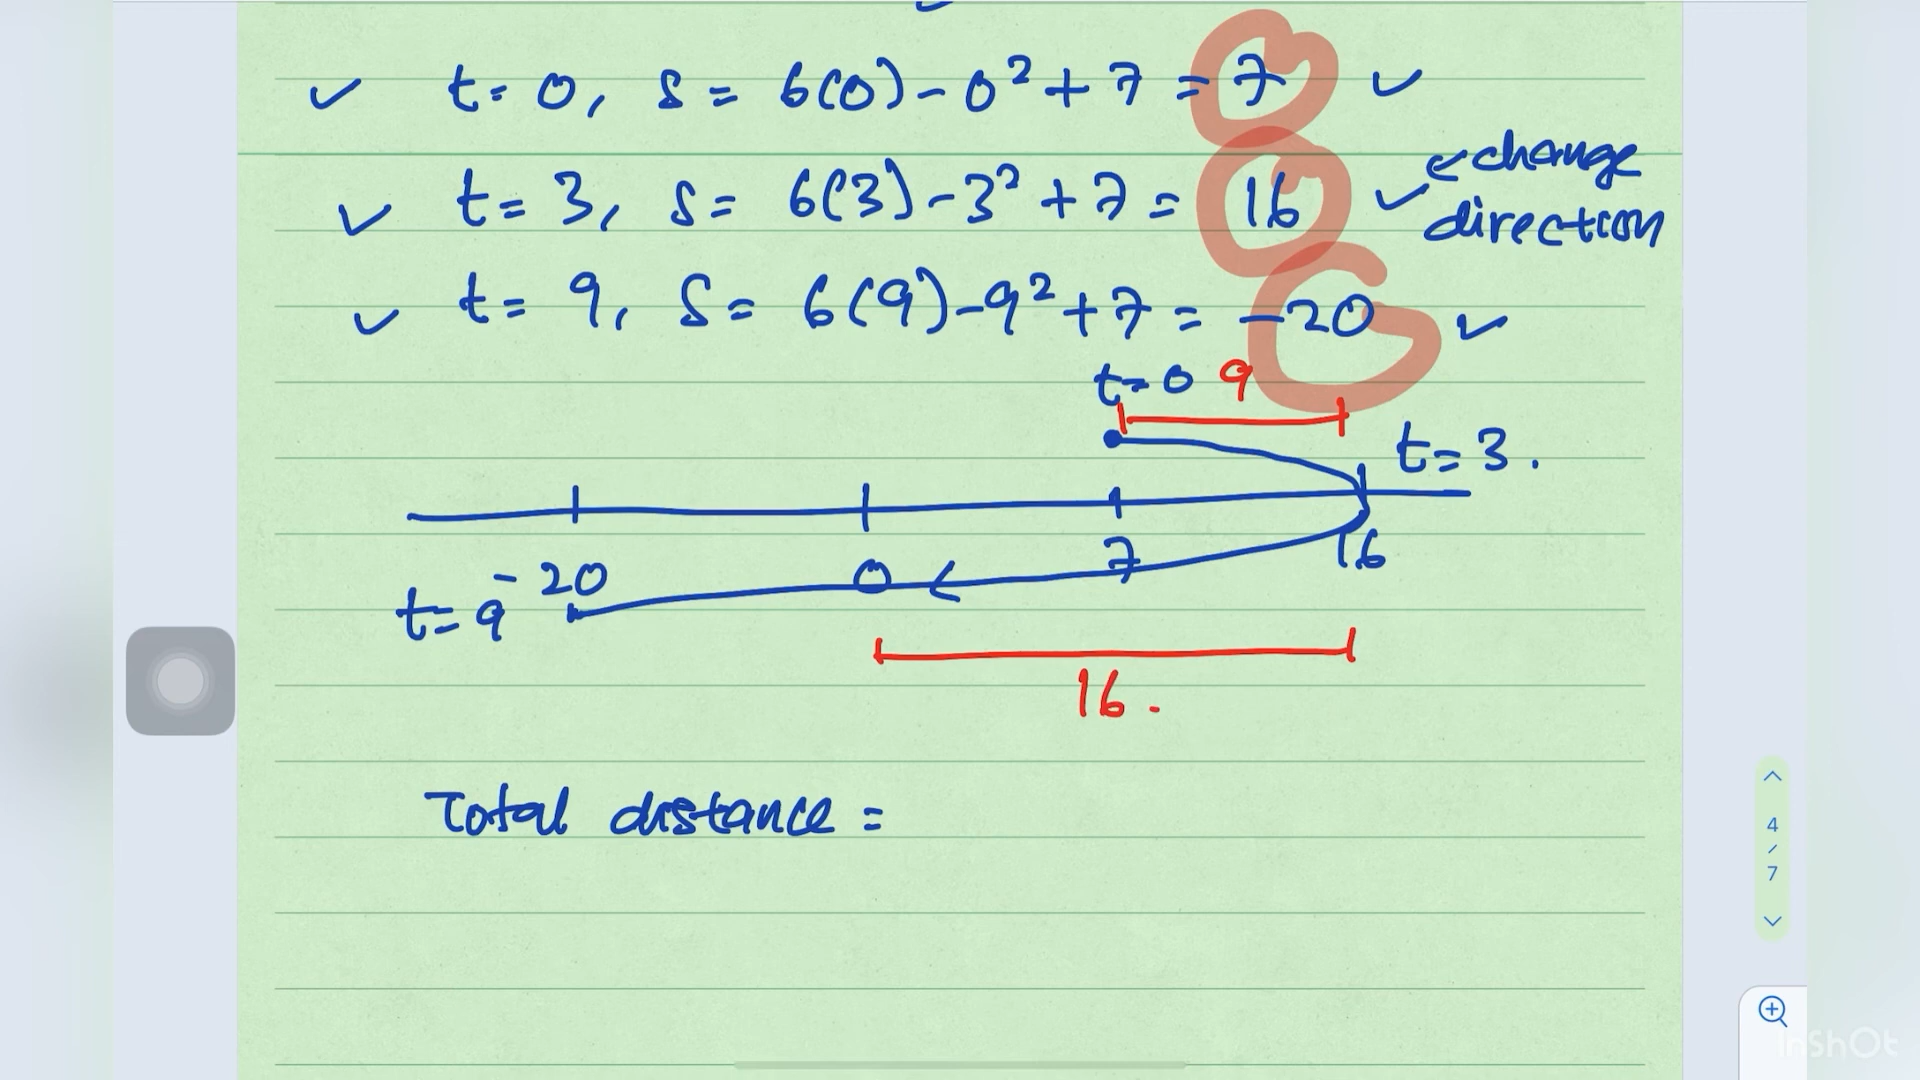 t = 0, s = 6(0) - 0² + 7 = 7
t = 3, s = 6(3) - 3² + 7 = 16
change
direction
t = 9, s = 6(9) - 9² + 7 = -20
t = 0 9
t = 3.
-20 0 7 16
t = 9
16.
Total distance =
4
/
7
InShOt